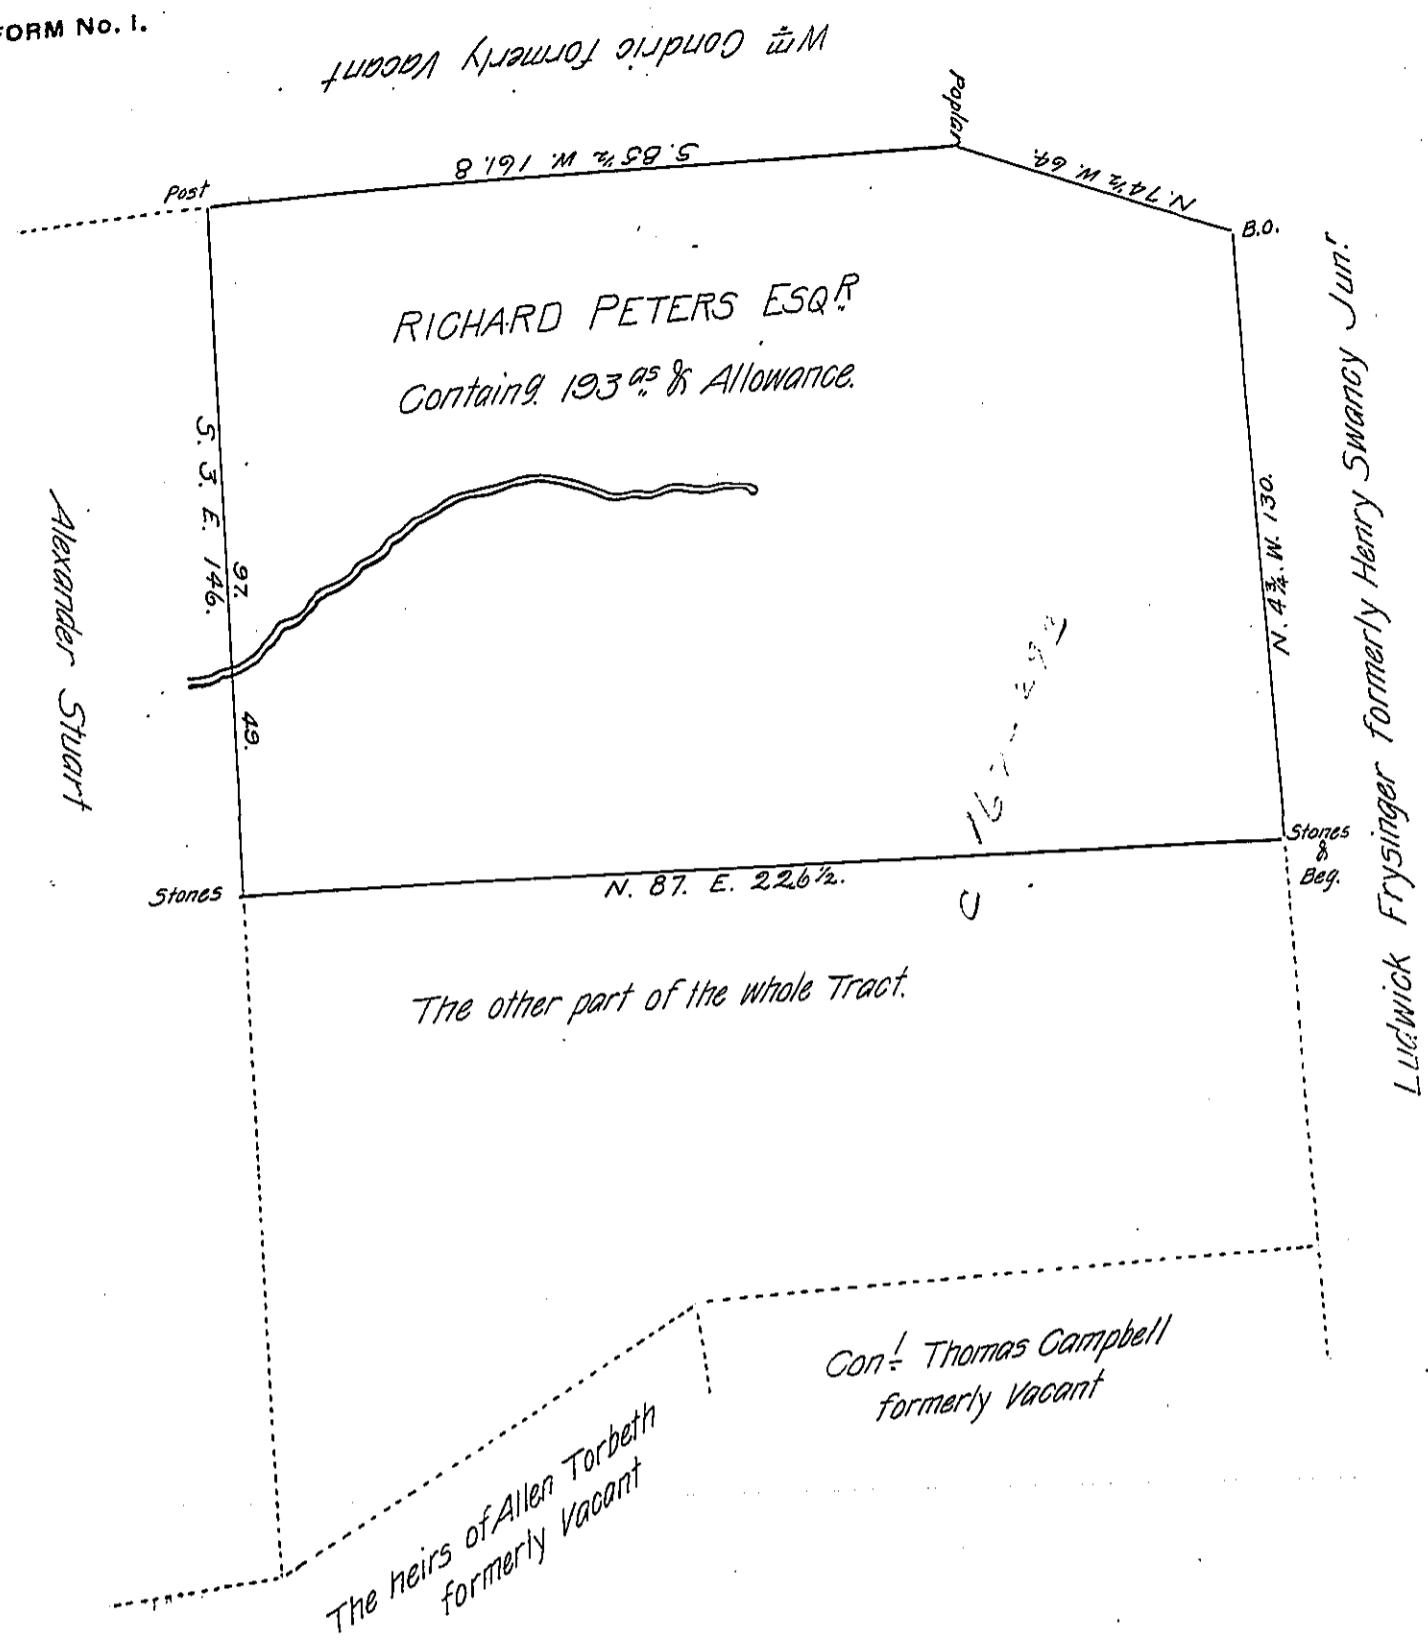 FORM No. 1.
Wm Condric formerly Vacant
Poplar
S. 85½ W. 161.8
N. 74½ W. 64.
Post
B.O.
RICHARD PETERS ESQR
Containg. 193 as & Allowance.
S. 3. E. 146.
97.
49.
Alexander Stuart
N. 4¾. W. 130.
Ludwick Frysinger formerly Henry Swancy Junr
Stones
&
Beg.
Stones
N. 87. E. 226½.
C
The other part of the whole Tract.
Conl Thomas Campbell
formerly Vacant
The heirs of Allen Torbeth
formerly Vacant